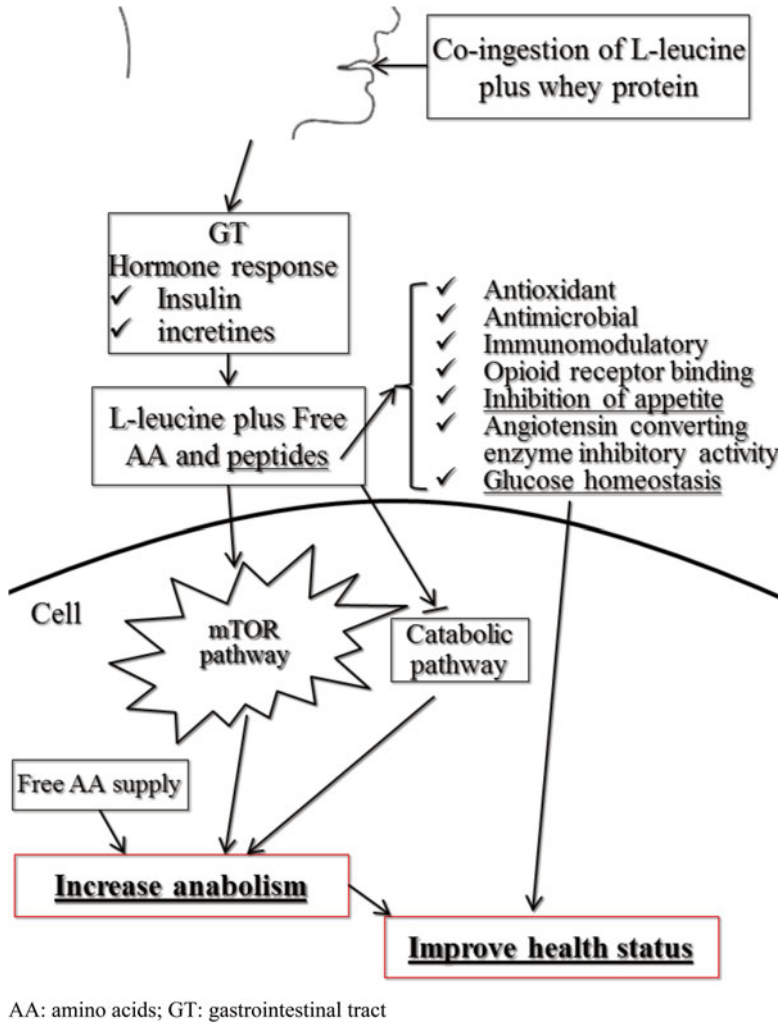 Co-ingestion of L-leucine
plus whey protein
GT
Hormone response
✓ Insulin
✓ incretines
L-leucine plus Free
AA and peptides
✓ Antioxidant
✓ Antimicrobial
✓ Immunomodulatory
✓ Opioid receptor binding
✓ Inhibition of appetite
✓ Angiotensin converting
enzyme inhibitory activity
✓ Glucose homeostasis
Cell
mTOR
pathway
Catabolic
pathway
Free AA supply
Increase anabolism
Improve health status
AA: amino acids; GT: gastrointestinal tract